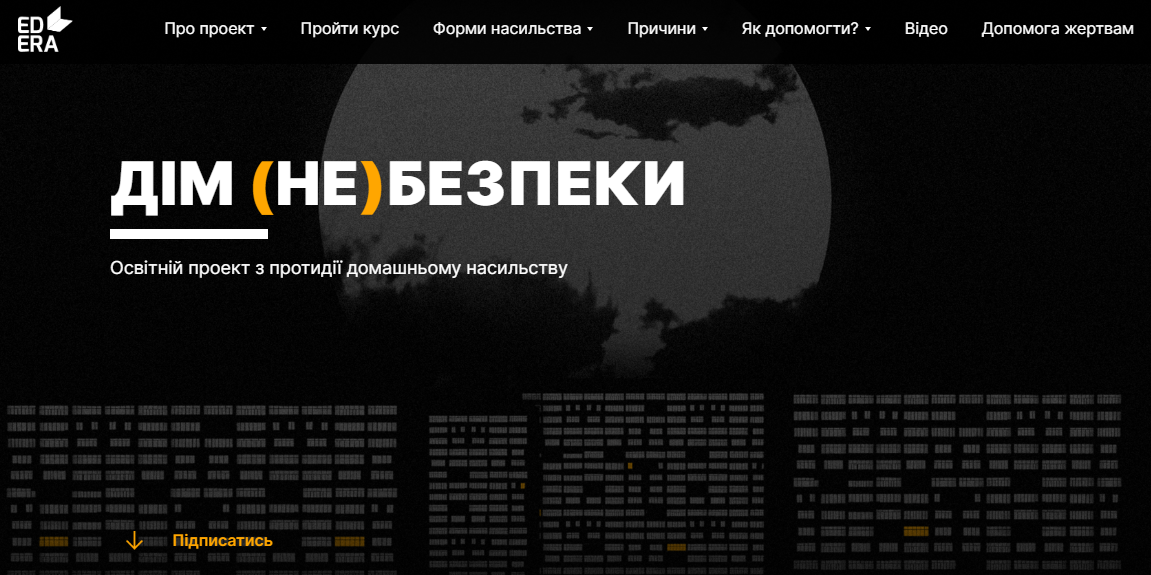 ED
ERA
Про проект
Пройти курс
Форми насильства
Причини
Як допомогти?
Відео
Допомога жертвам
ДІМ (НЕ)БЕЗПЕКИ
Освітній проект з протидії домашньому насильству
Підписатись